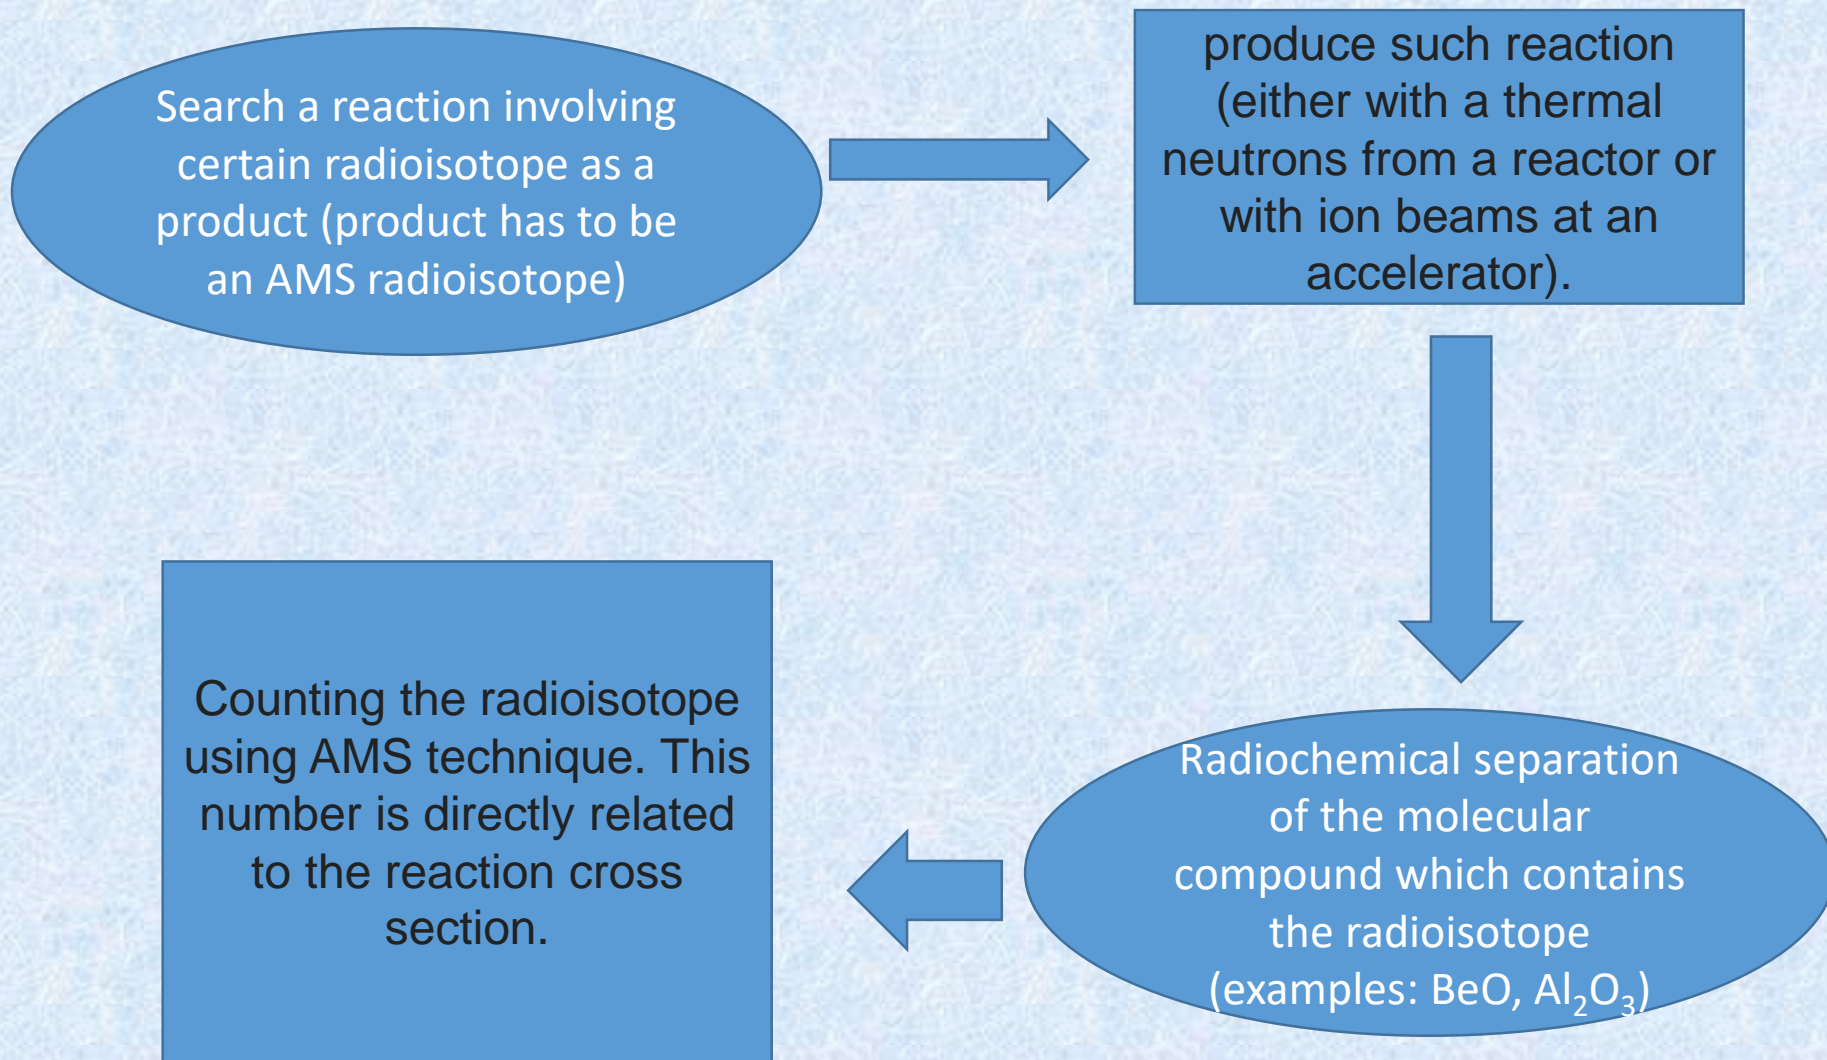 Search a reaction involving
certain radioisotope as a
product (product has to be
an AMS radioisotope)
produce such reaction
(either with a thermal
neutrons from a reactor or
with ion beams at an
accelerator).
Radiochemical separation
of the molecular
compound which contains
the radioisotope
(examples: BeO, Al₂O₃)
Counting the radioisotope
using AMS technique. This
number is directly related
to the reaction cross
section.